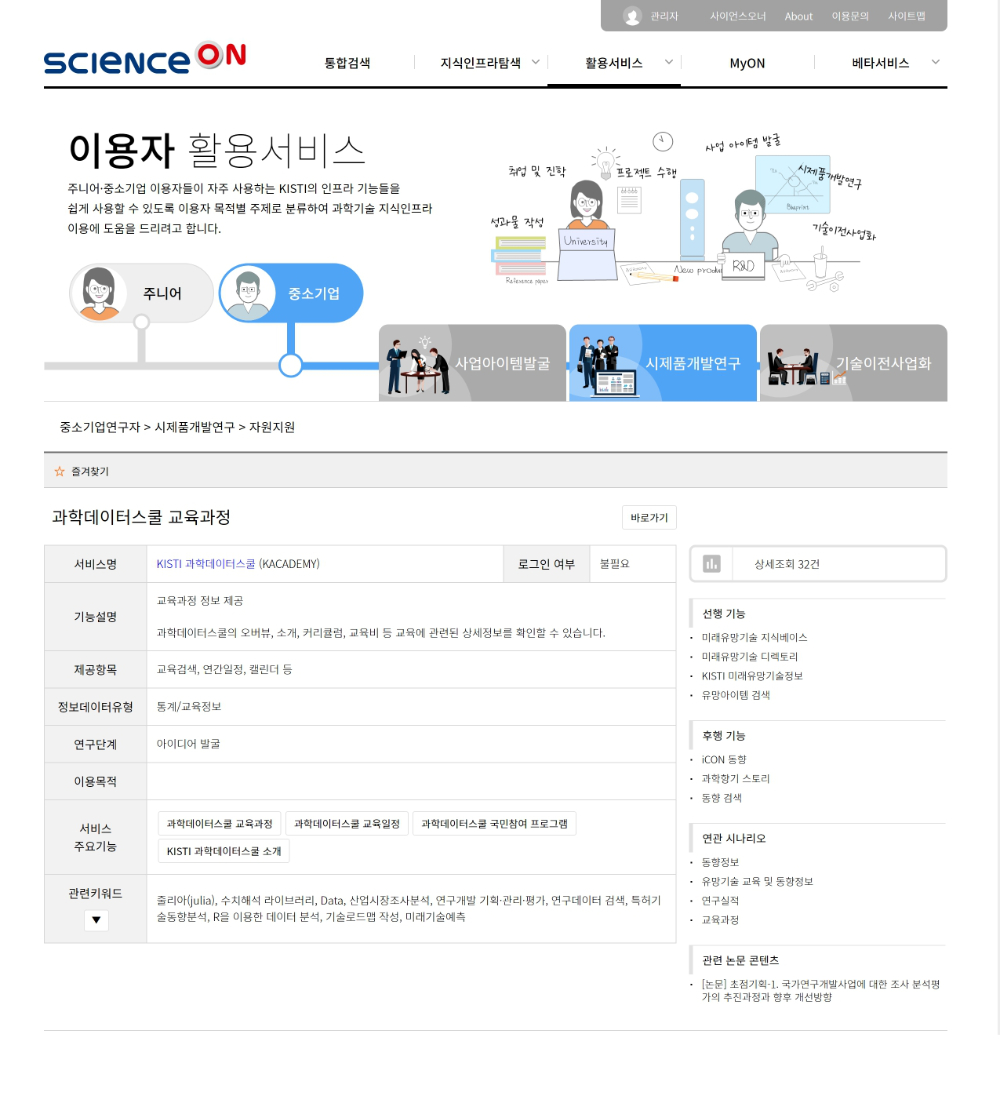 관리자 사이언스오너 About 이용문의 사이트맵
SCIENCE ON
통합검색 지식인프라탐색 활용서비스 MyON 베타서비스
이용자 활용서비스
주니어·중소기업 이용자들이 자주 사용하는 KISTI의 인프라 기능들을
쉽게 사용할 수 있도록 이용자 목적별 주제로 분류하여 과학기술 지식인프라
이용에 도움을 드리려고 합니다.
사업 아이템 발굴
취업 및 진학
프로젝트 수행
시제품개발연구
성과물 작성
기술이전사업화
University
R&D
Reference paper
주니어
중소기업
사업아이템발굴
시제품개발연구
기술이전사업화
중소기업연구자 > 시제품개발연구 > 자원지원
☆ 즐겨찾기
과학데이터스쿨 교육과정
바로가기
서비스명 KISTI 과학데이터스쿨 (KACADEMY) 로그인 여부 불필요
기능설명
교육과정 정보 제공
과학데이터스쿨의 오버뷰, 소개, 커리큘럼, 교육비 등 교육에 관련된 상세정보를 확인할 수 있습니다.
제공항목 교육검색, 연간일정, 캘린더 등
정보데이터유형 통계/교육정보
연구단계 아이디어 발굴
이용목적
서비스
주요기능
과학데이터스쿨 교육과정 과학데이터스쿨 교육일정 과학데이터스쿨 국민참여 프로그램
KISTI 과학데이터스쿨 소개
관련키워드
▼
줄리아(julia), 수치해석 라이브러리, Data, 산업시장조사분석, 연구개발 기획·관리·평가, 연구데이터 검색, 특허기
술동향분석, R을 이용한 데이터 분석, 기술로드맵 작성, 미래기술예측
상세조회 32건
선행 기능
· 미래유망기술 지식베이스
· 미래유망기술 디렉토리
· KISTI 미래유망기술정보
· 유망아이템 검색
후행 기능
· iCON 동향
· 과학향기 스토리
· 동향 검색
연관 시나리오
· 동향정보
· 유망기술 교육 및 동향정보
· 연구실적
· 교육과정
관련 논문 콘텐츠
· [논문] 초점기획-1. 국가연구개발사업에 대한 조사 분석평
가의 추진과정과 향후 개선방향